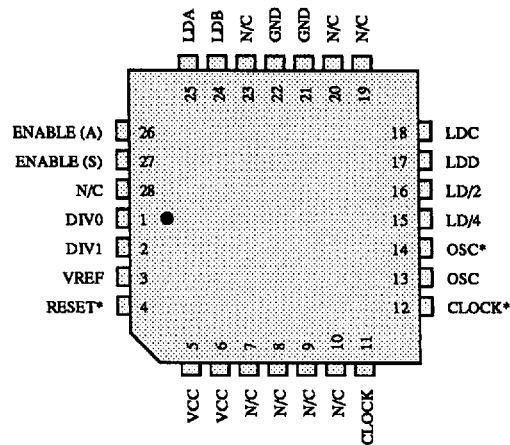 LDA LDB N/C GND GND N/C N/C
25 24 23 22 21 20 19
ENABLE (A) 26 18 LDC
ENABLE (S) 27 17 LDD
N/C 28 16 LD/2
DIV0 1 15 LD/4
DIV1 2 14 OSC*
VREF 3 13 OSC
RESET* 4 12 CLOCK*
5 6 7 8 9 10 11
VCC VCC N/C N/C N/C N/C CLOCK